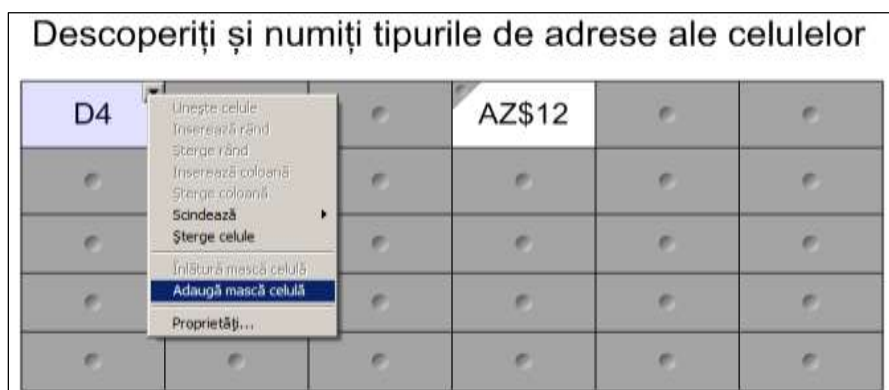 Descoperiți și numiți tipurile de adrese ale celulelor
D4
AZ$12
Unește celule
Inserează rând
Șterge rând
Inserează coloană
Șterge coloană
Scindează
Șterge celule
Înlătură mască celulă
Adaugă mască celulă
Proprietăți...